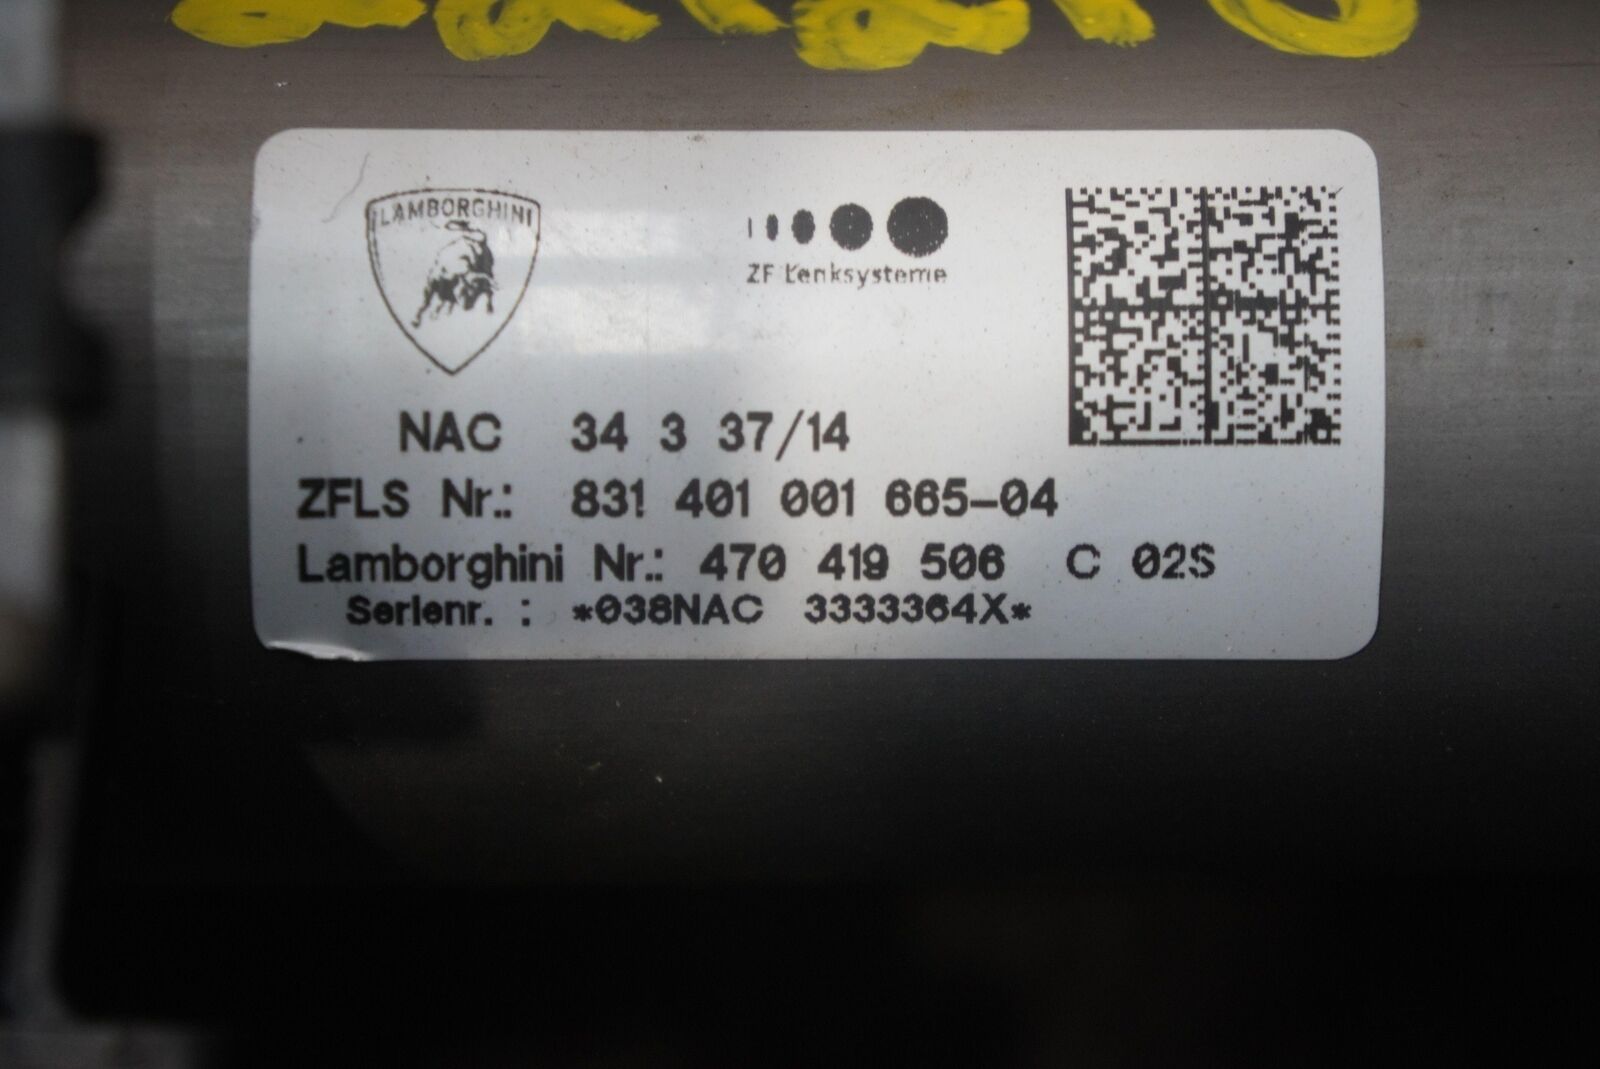 LAMBORGHINI
ZF Lenksysteme
NAC 34 3 37/14
ZFLS Nr.: 831 401 001 665-04
Lamborghini Nr.: 470 419 506 C 02S
Serienr. : *038NAC 3333364X*